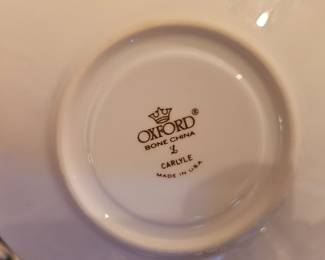 OXFORD®
BONE CHINA
L
CARLYLE
MADE IN U.S.A.